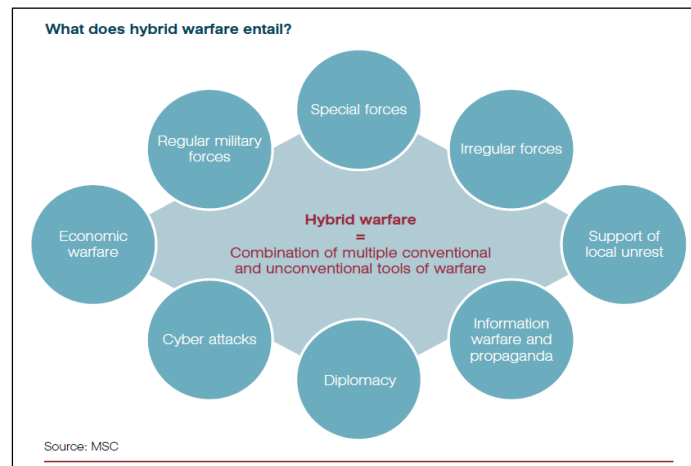 What does hybrid warfare entail?
Special forces
Regular military
forces
Irregular forces
Economic
warfare
Hybrid warfare
=
Combination of multiple conventional
and unconventional tools of warfare
Support of
local unrest
Cyber attacks
Information
warfare and
propaganda
Diplomacy
Source: MSC